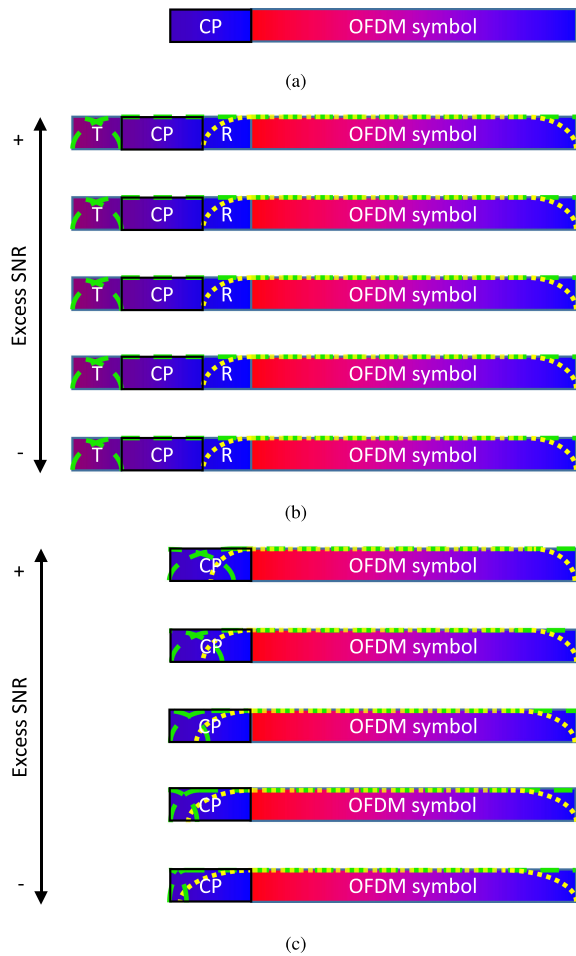 CP OFDM symbol
(a)
+
T CP R OFDM symbol
T CP R OFDM symbol
Excess SNR
T CP R OFDM symbol
T CP R OFDM symbol
-
T CP R OFDM symbol
(b)
+
CP OFDM symbol
CP OFDM symbol
Excess SNR
CP OFDM symbol
CP OFDM symbol
-
CP OFDM symbol
(c)